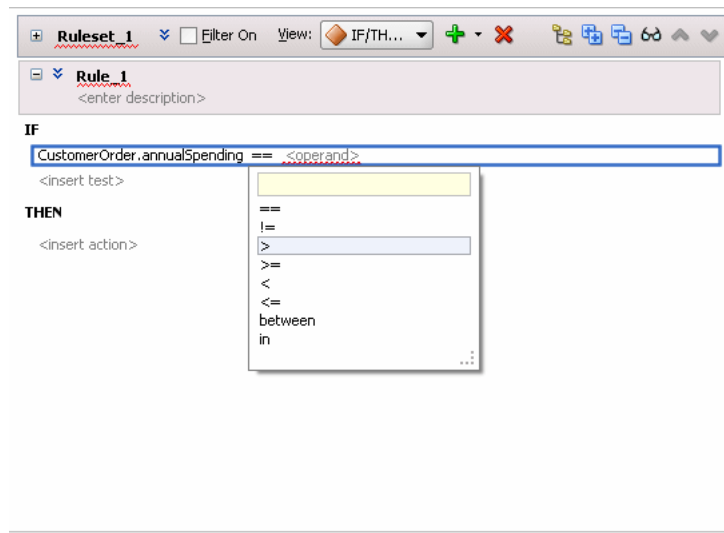 Ruleset_1 Filter On View: IF/TH...
Rule_1
<enter description>
IF
CustomerOrder.annualSpending == <operand>
<insert test>
==
THEN
!=
<insert action>
>
>=
<
<=
between
in